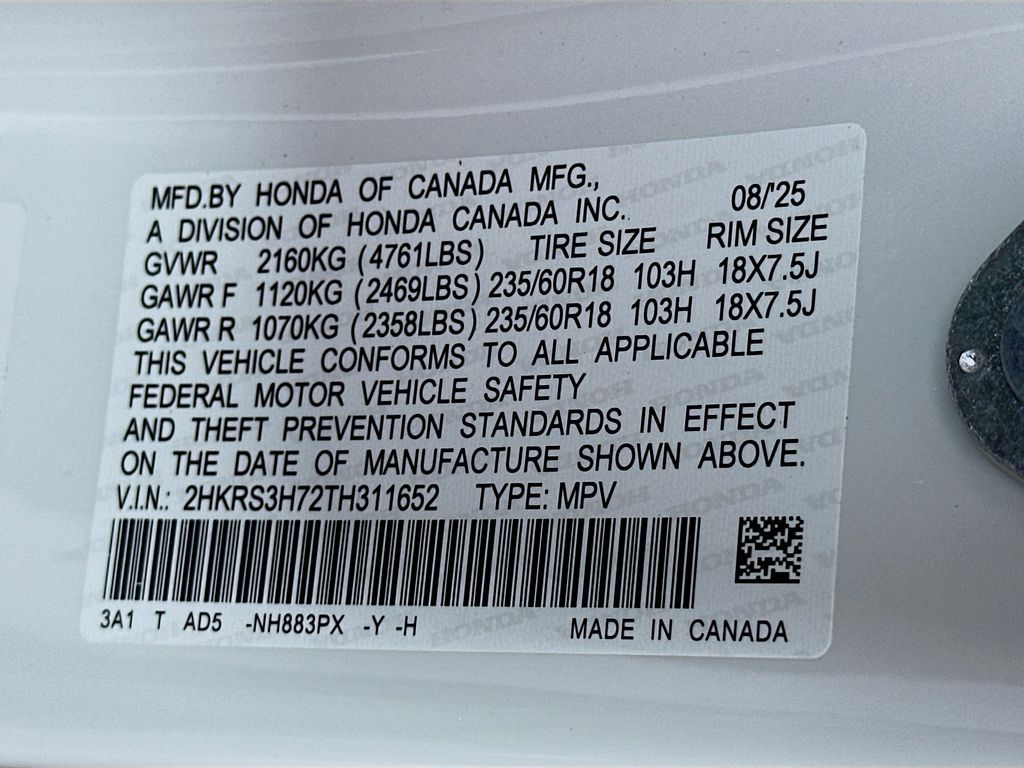 MFD.BY HONDA OF CANADA MFG.,
A DIVISION OF HONDA CANADA INC. 08/'25
GVWR 2160KG (4761LBS) TIRE SIZE RIM SIZE
GAWR F 1120KG (2469LBS) 235/60R18 103H 18X7.5J
GAWR R 1070KG (2358LBS) 235/60R18 103H 18X7.5J
THIS VEHICLE CONFORMS TO ALL APPLICABLE
FEDERAL MOTOR VEHICLE SAFETY
AND THEFT PREVENTION STANDARDS IN EFFECT
ON THE DATE OF MANUFACTURE SHOWN ABOVE.
V.I.N.: 2HKRS3H72TH311652 TYPE: MPV
3A1 T AD5 -NH883PX -Y -H MADE IN CANADA